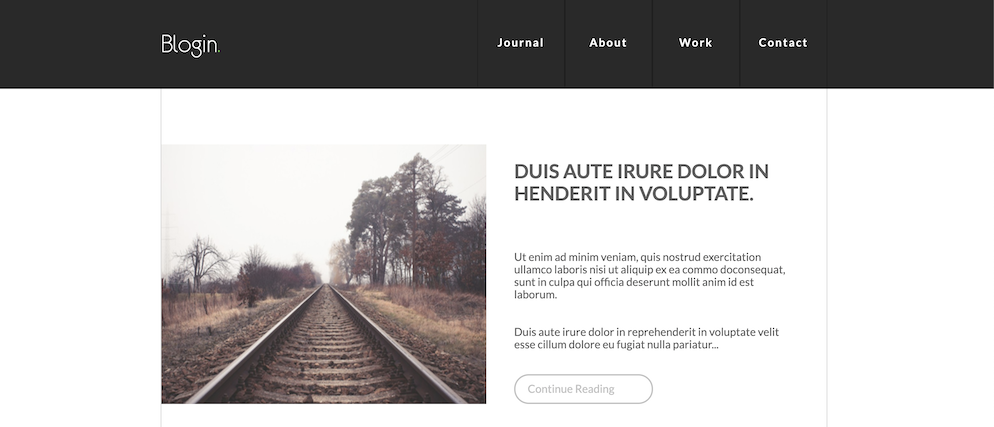 Blogin.
Journal
About
Work
Contact
DUIS AUTE IRURE DOLOR IN
HENDERIT IN VOLUPTATE.
Ut enim ad minim veniam, quis nostrud exercitation
ullamco laboris nisi ut aliquip ex ea commo doconsequat,
sunt in culpa qui officia deserunt mollit anim id est
laborum.
Duis aute irure dolor in reprehenderit in voluptate velit
esse cillum dolore eu fugiat nulla pariatur...
Continue Reading